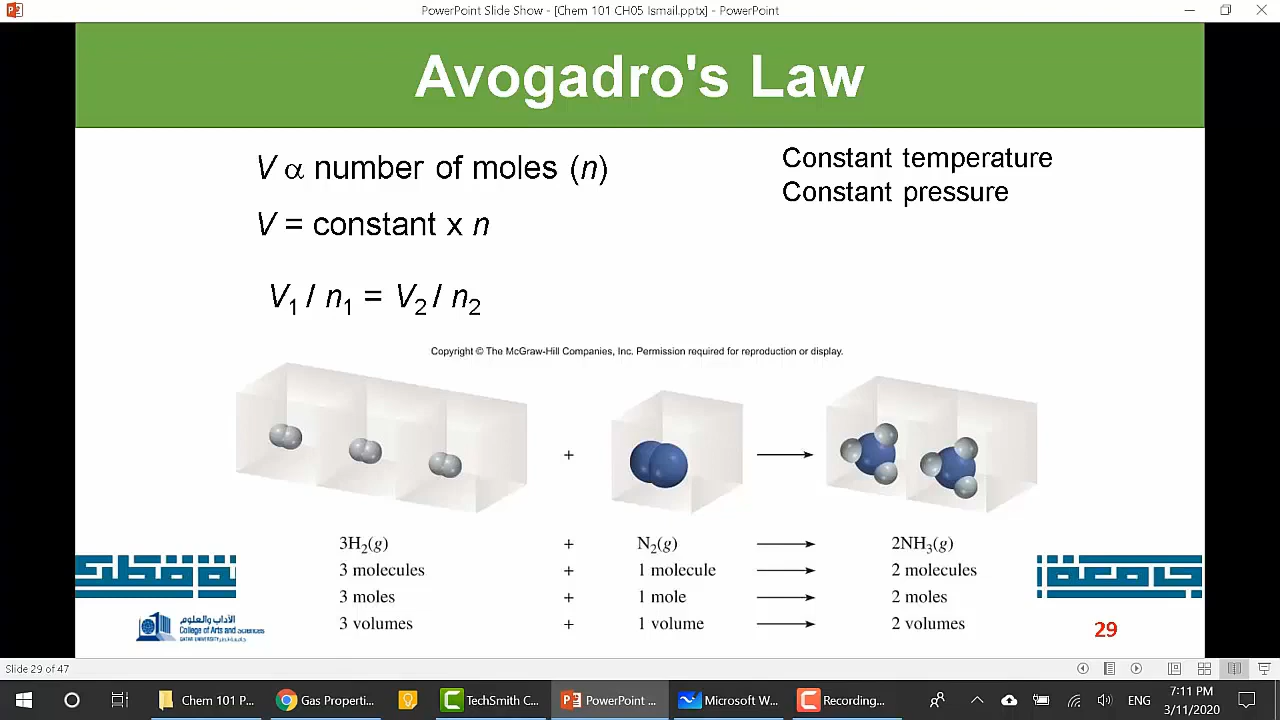 PowerPoint Slide Show - [Chem 101 CH05 Ismail.pptx] - PowerPoint
Avogadro's Law
V α number of moles (n)
Constant temperature
Constant pressure
V = constant x n
V₁ / n₁ = V₂ / n₂
Copyright © The McGraw-Hill Companies, Inc. Permission required for reproduction or display.
+
3H₂(g) + N₂(g) ⟶ 2NH₃(g)
3 molecules + 1 molecule ⟶ 2 molecules
3 moles + 1 mole ⟶ 2 moles
3 volumes + 1 volume ⟶ 2 volumes
الآداب والعلوم
College of Arts and Sciences
QATAR UNIVERSITY
29
Slide 29 of 47
Chem 101 P...
Gas Properti...
TechSmith C...
PowerPoint ...
Microsoft W...
Recording...
ENG
7:11 PM
3/11/2020